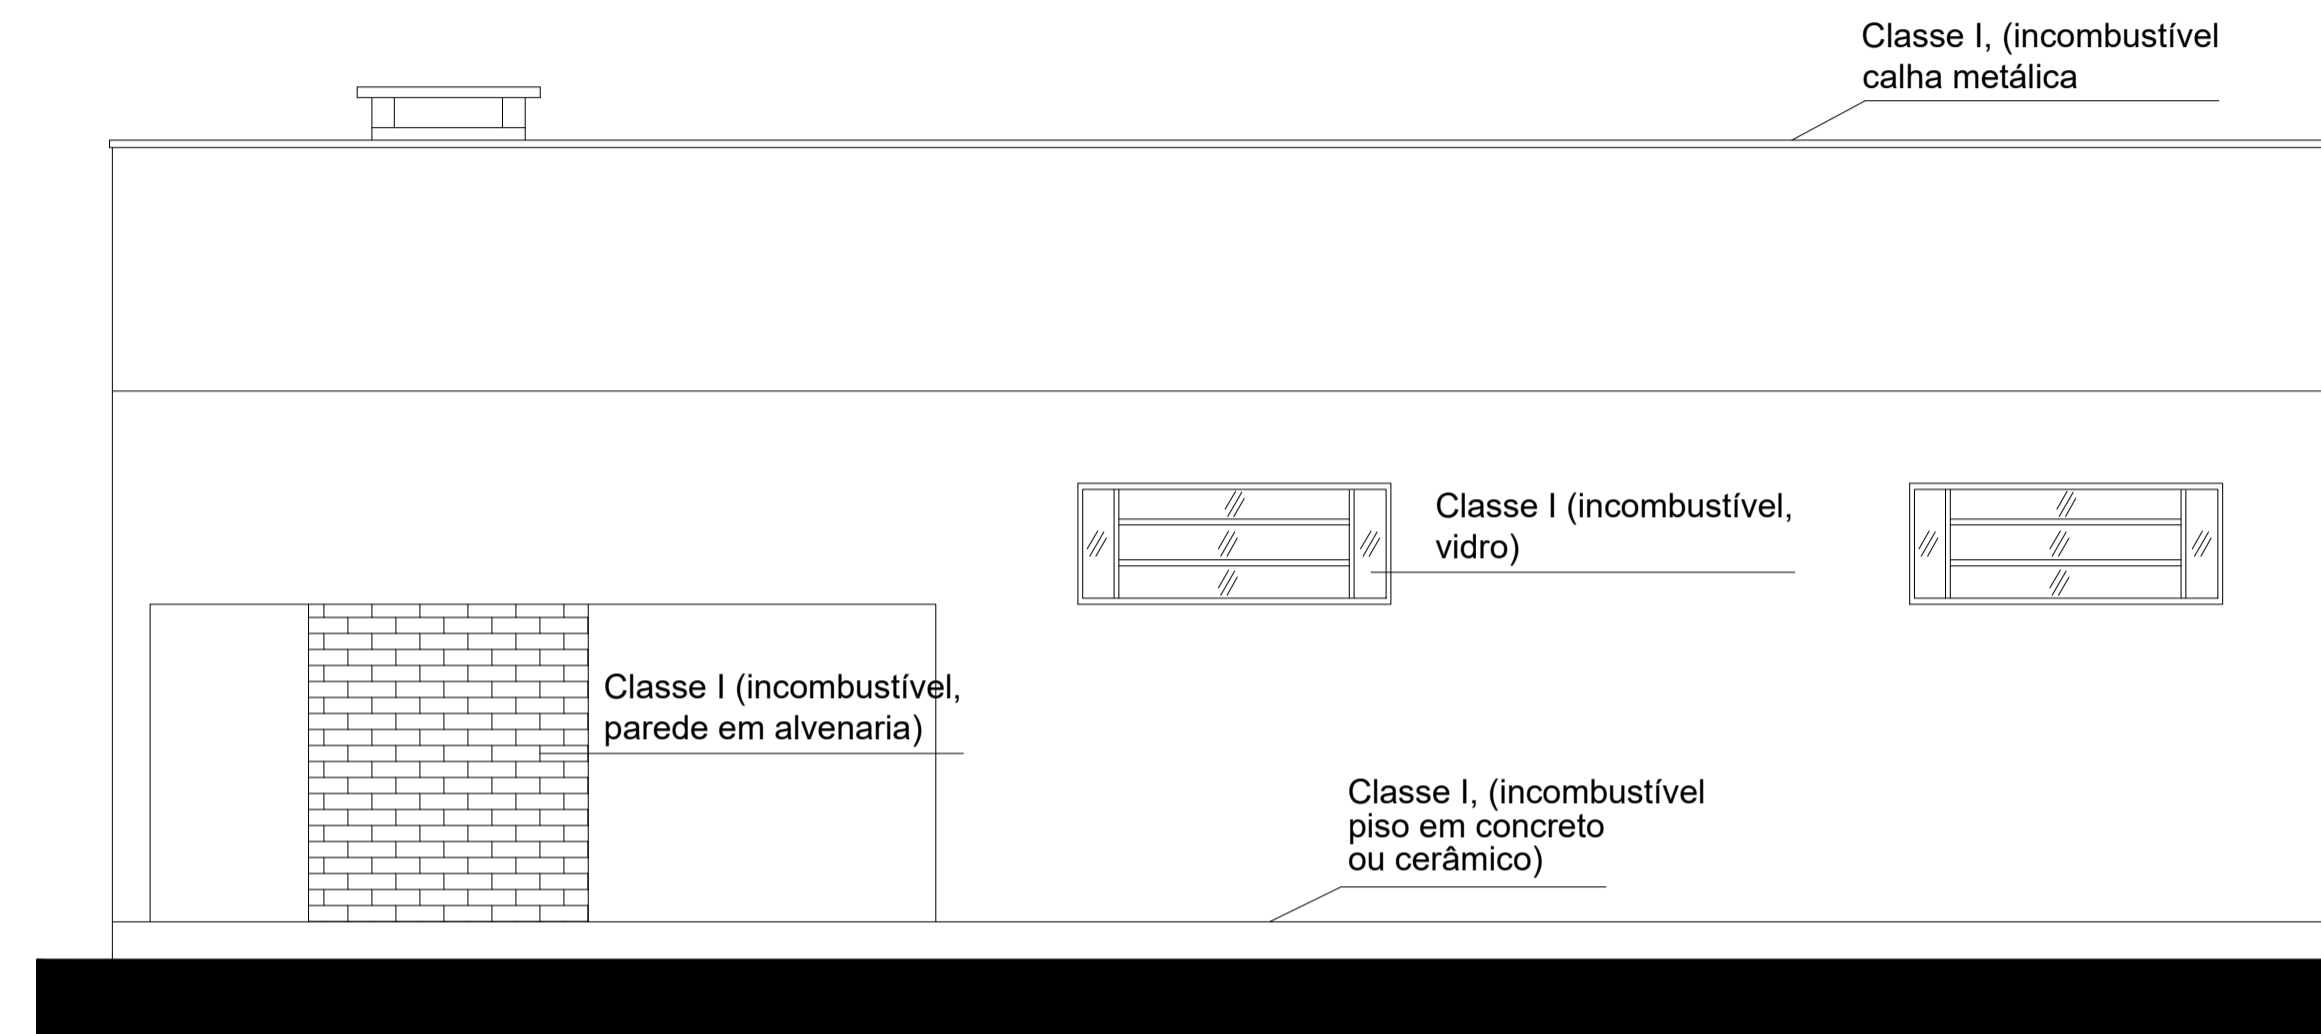 Classe I, (incombustível
calha metálica
Classe I (incombustível,
vidro)
Classe I (incombustível,
parede em alvenaria)
Classe I, (incombustível
piso em concreto
ou cerâmico)